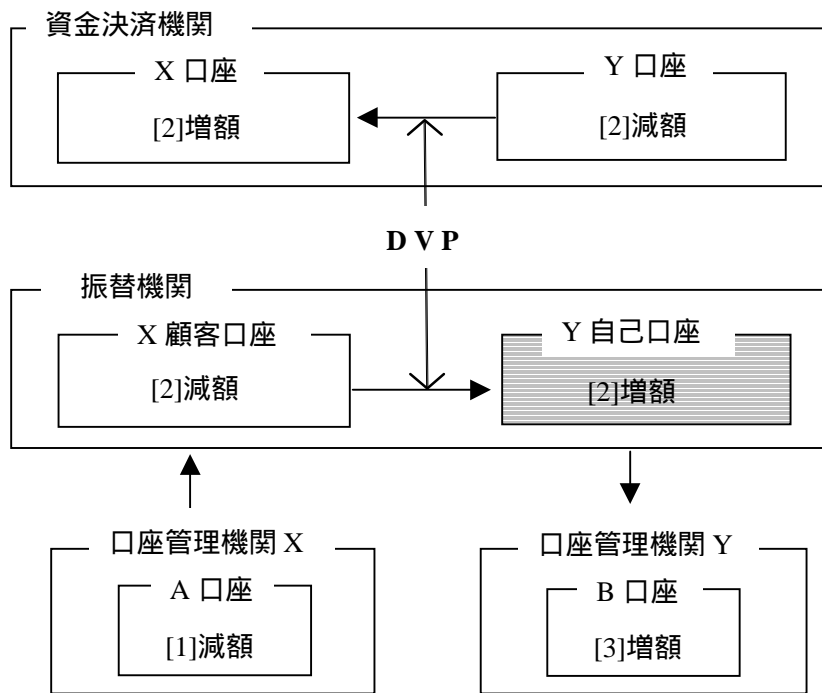 資金決済機関
X 口座
Y 口座
[2]増額
[2]減額
D V P
振替機関
X 顧客口座
Y 自己口座
[2]減額
[2]増額
口座管理機関 X
口座管理機関 Y
A 口座
B 口座
[1]減額
[3]増額